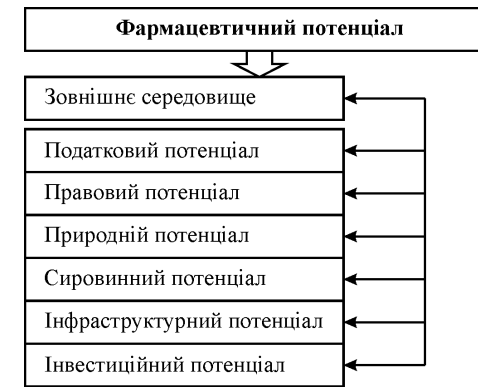 Фармацевтичний потенціал
Зовнішнє середовище
Податковий потенціал
Правовий потенціал
Природній потенціал
Сировинний потенціал
Інфраструктурний потенціал
Інвестиційний потенціал